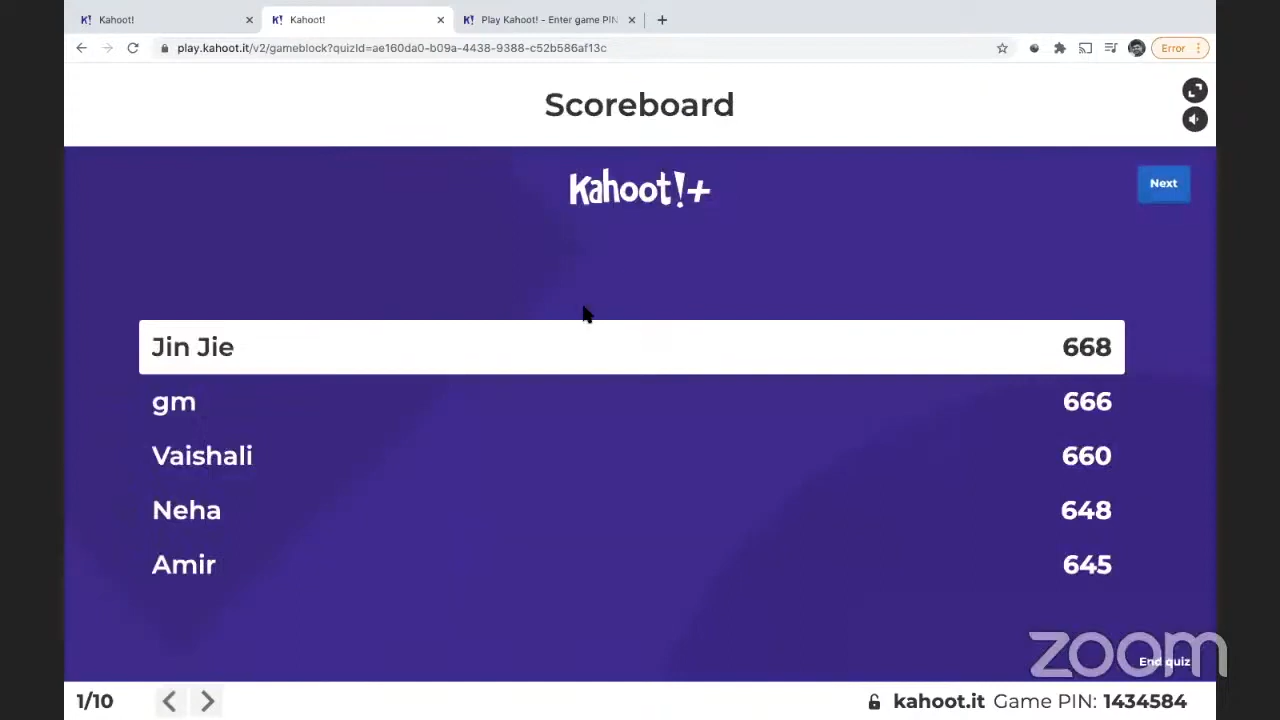 Kahoot!
Kahoot!
Play Kahoot! - Enter game PIN
play.kahoot.it/v2/gameblock?quizId=ae160da0-b09a-4438-9388-c52b586af13c
Error
Scoreboard
Kahoot!+
Next
Jin Jie 668
gm 666
Vaishali 660
Neha 648
Amir 645
zoom
End quiz
1/10
kahoot.it Game PIN: 1434584